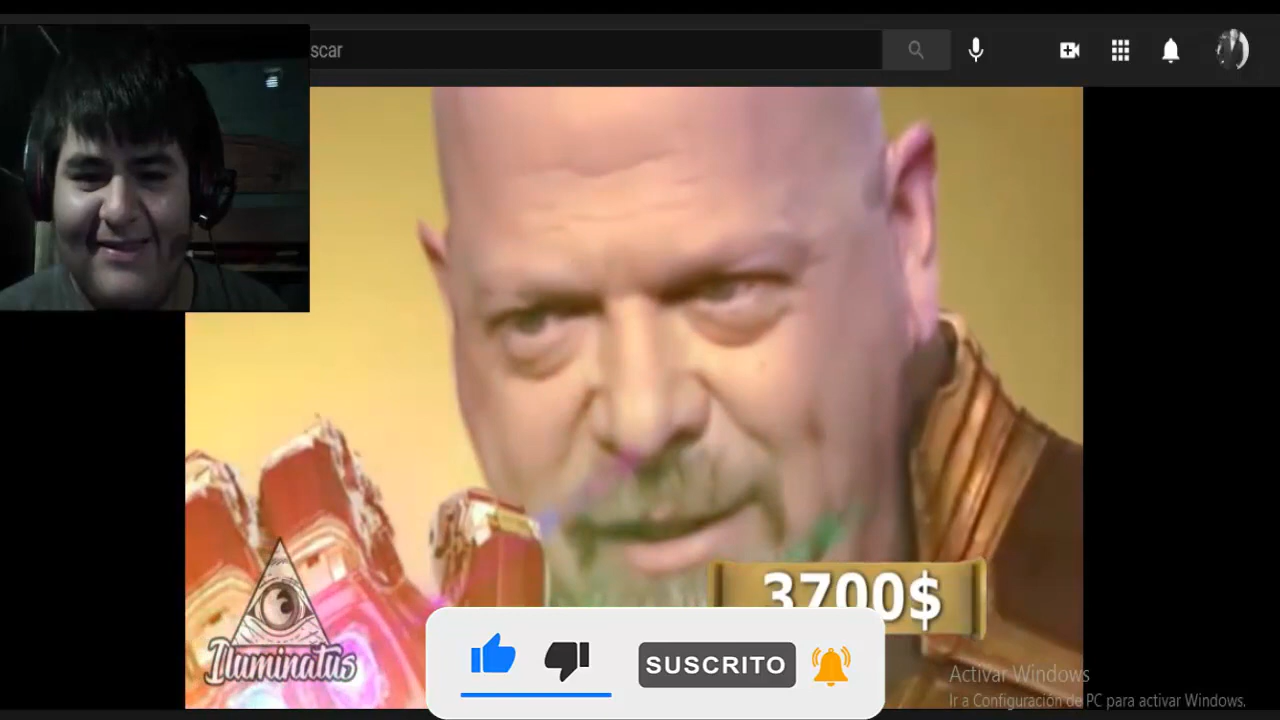 scar
3700$
Iluminatus
SUSCRITO
Activar Windows
Ir a Configuración de PC para activar Windows.